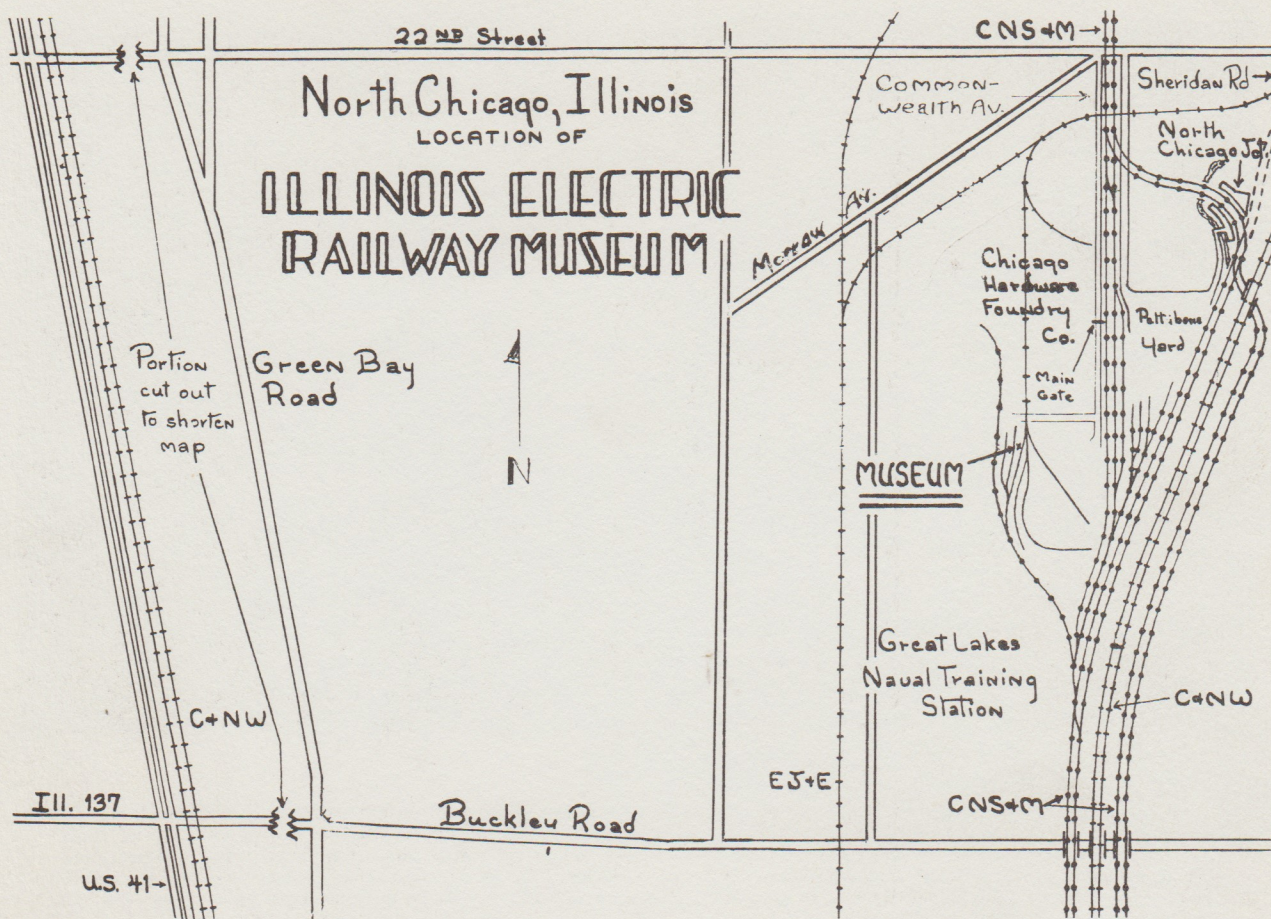 22ND Street
CNS+M
North Chicago, Illinois
LOCATION OF
ILLINOIS ELECTRIC
RAILWAY MUSEUM
COMMON-
WEALTH AV.
Sheridan Rd
North
Chicago Jct.
Morrow Av.
Chicago
Hardware
Foundry
Co.
Pettibone
Yard
Main
Gate
Portion
cut out
to shorten
map
Green Bay
Road
N
MUSEUM
Great Lakes
Naval Training
Station
C+NW
C+NW
EJ+E
CNS+M
Ill. 137
Buckley Road
U.S. 41